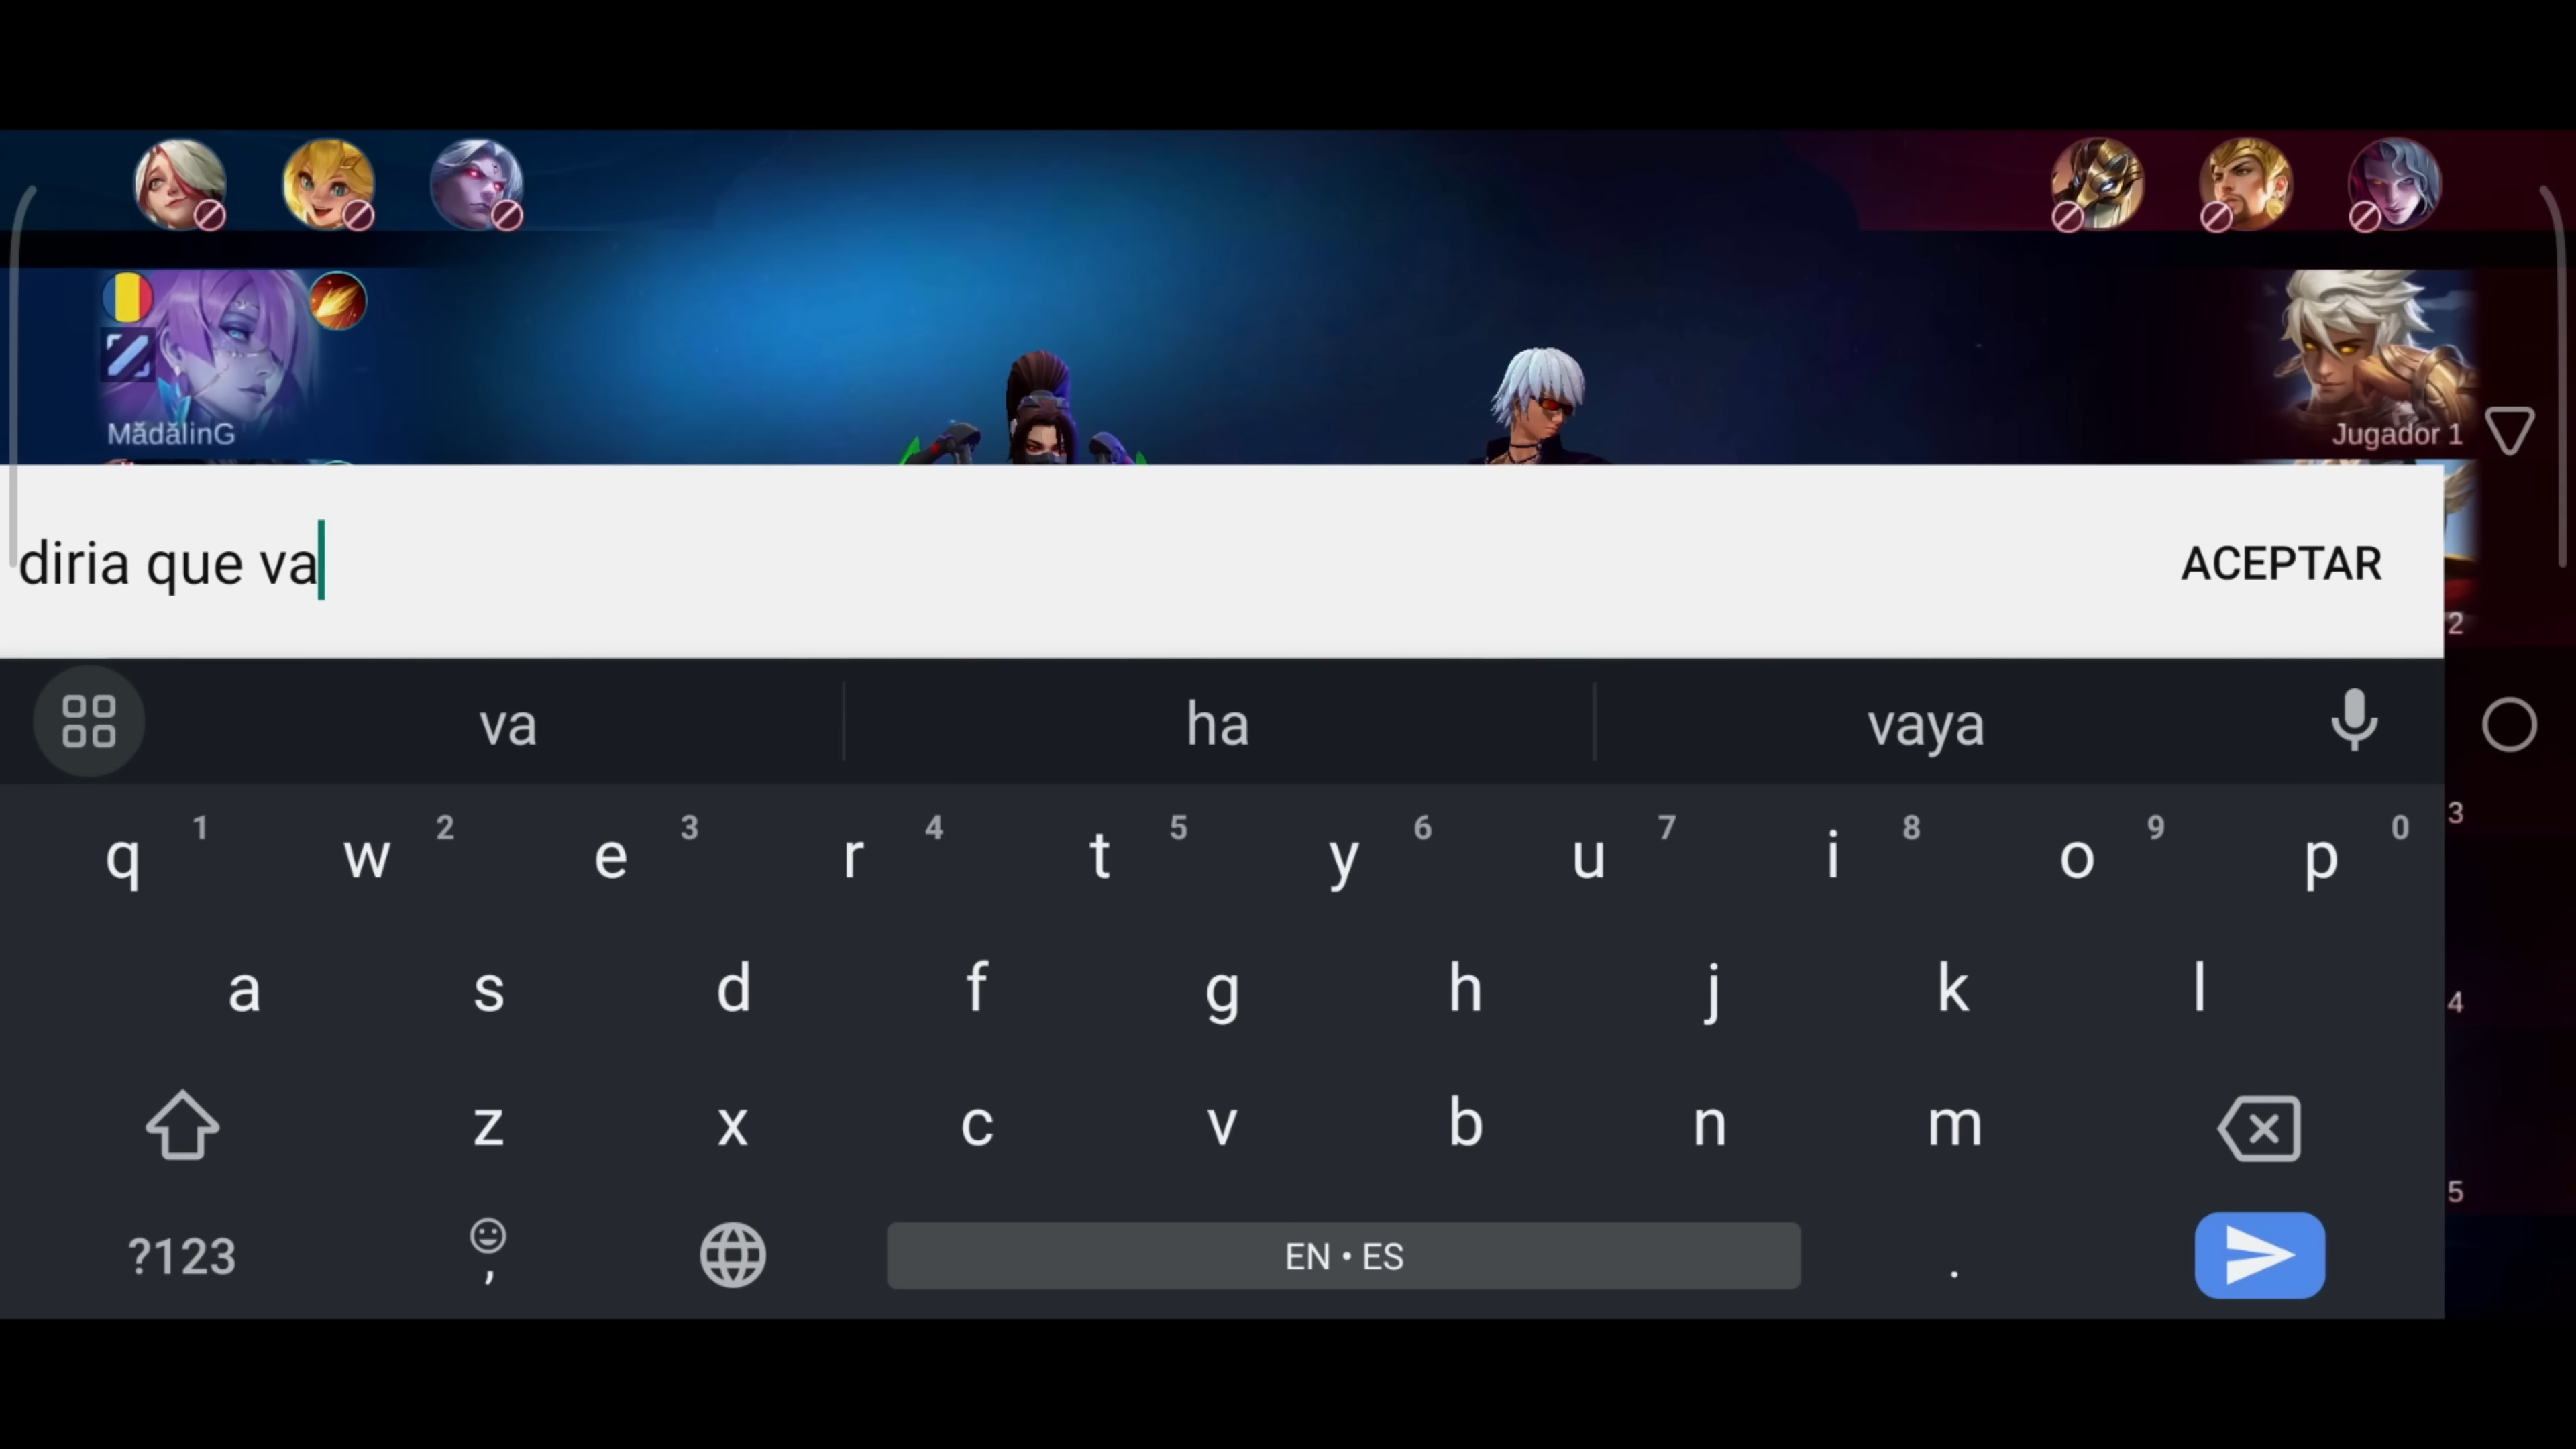 MădălinG
Jugador 1
diria que va
ACEPTAR
2
va ha vaya
1 2 3 4 5 6 7 8 9 0
q w e r t y u i o p
3
a s d f g h j k l
4
z x c v b n m
5
?123 , EN • ES .